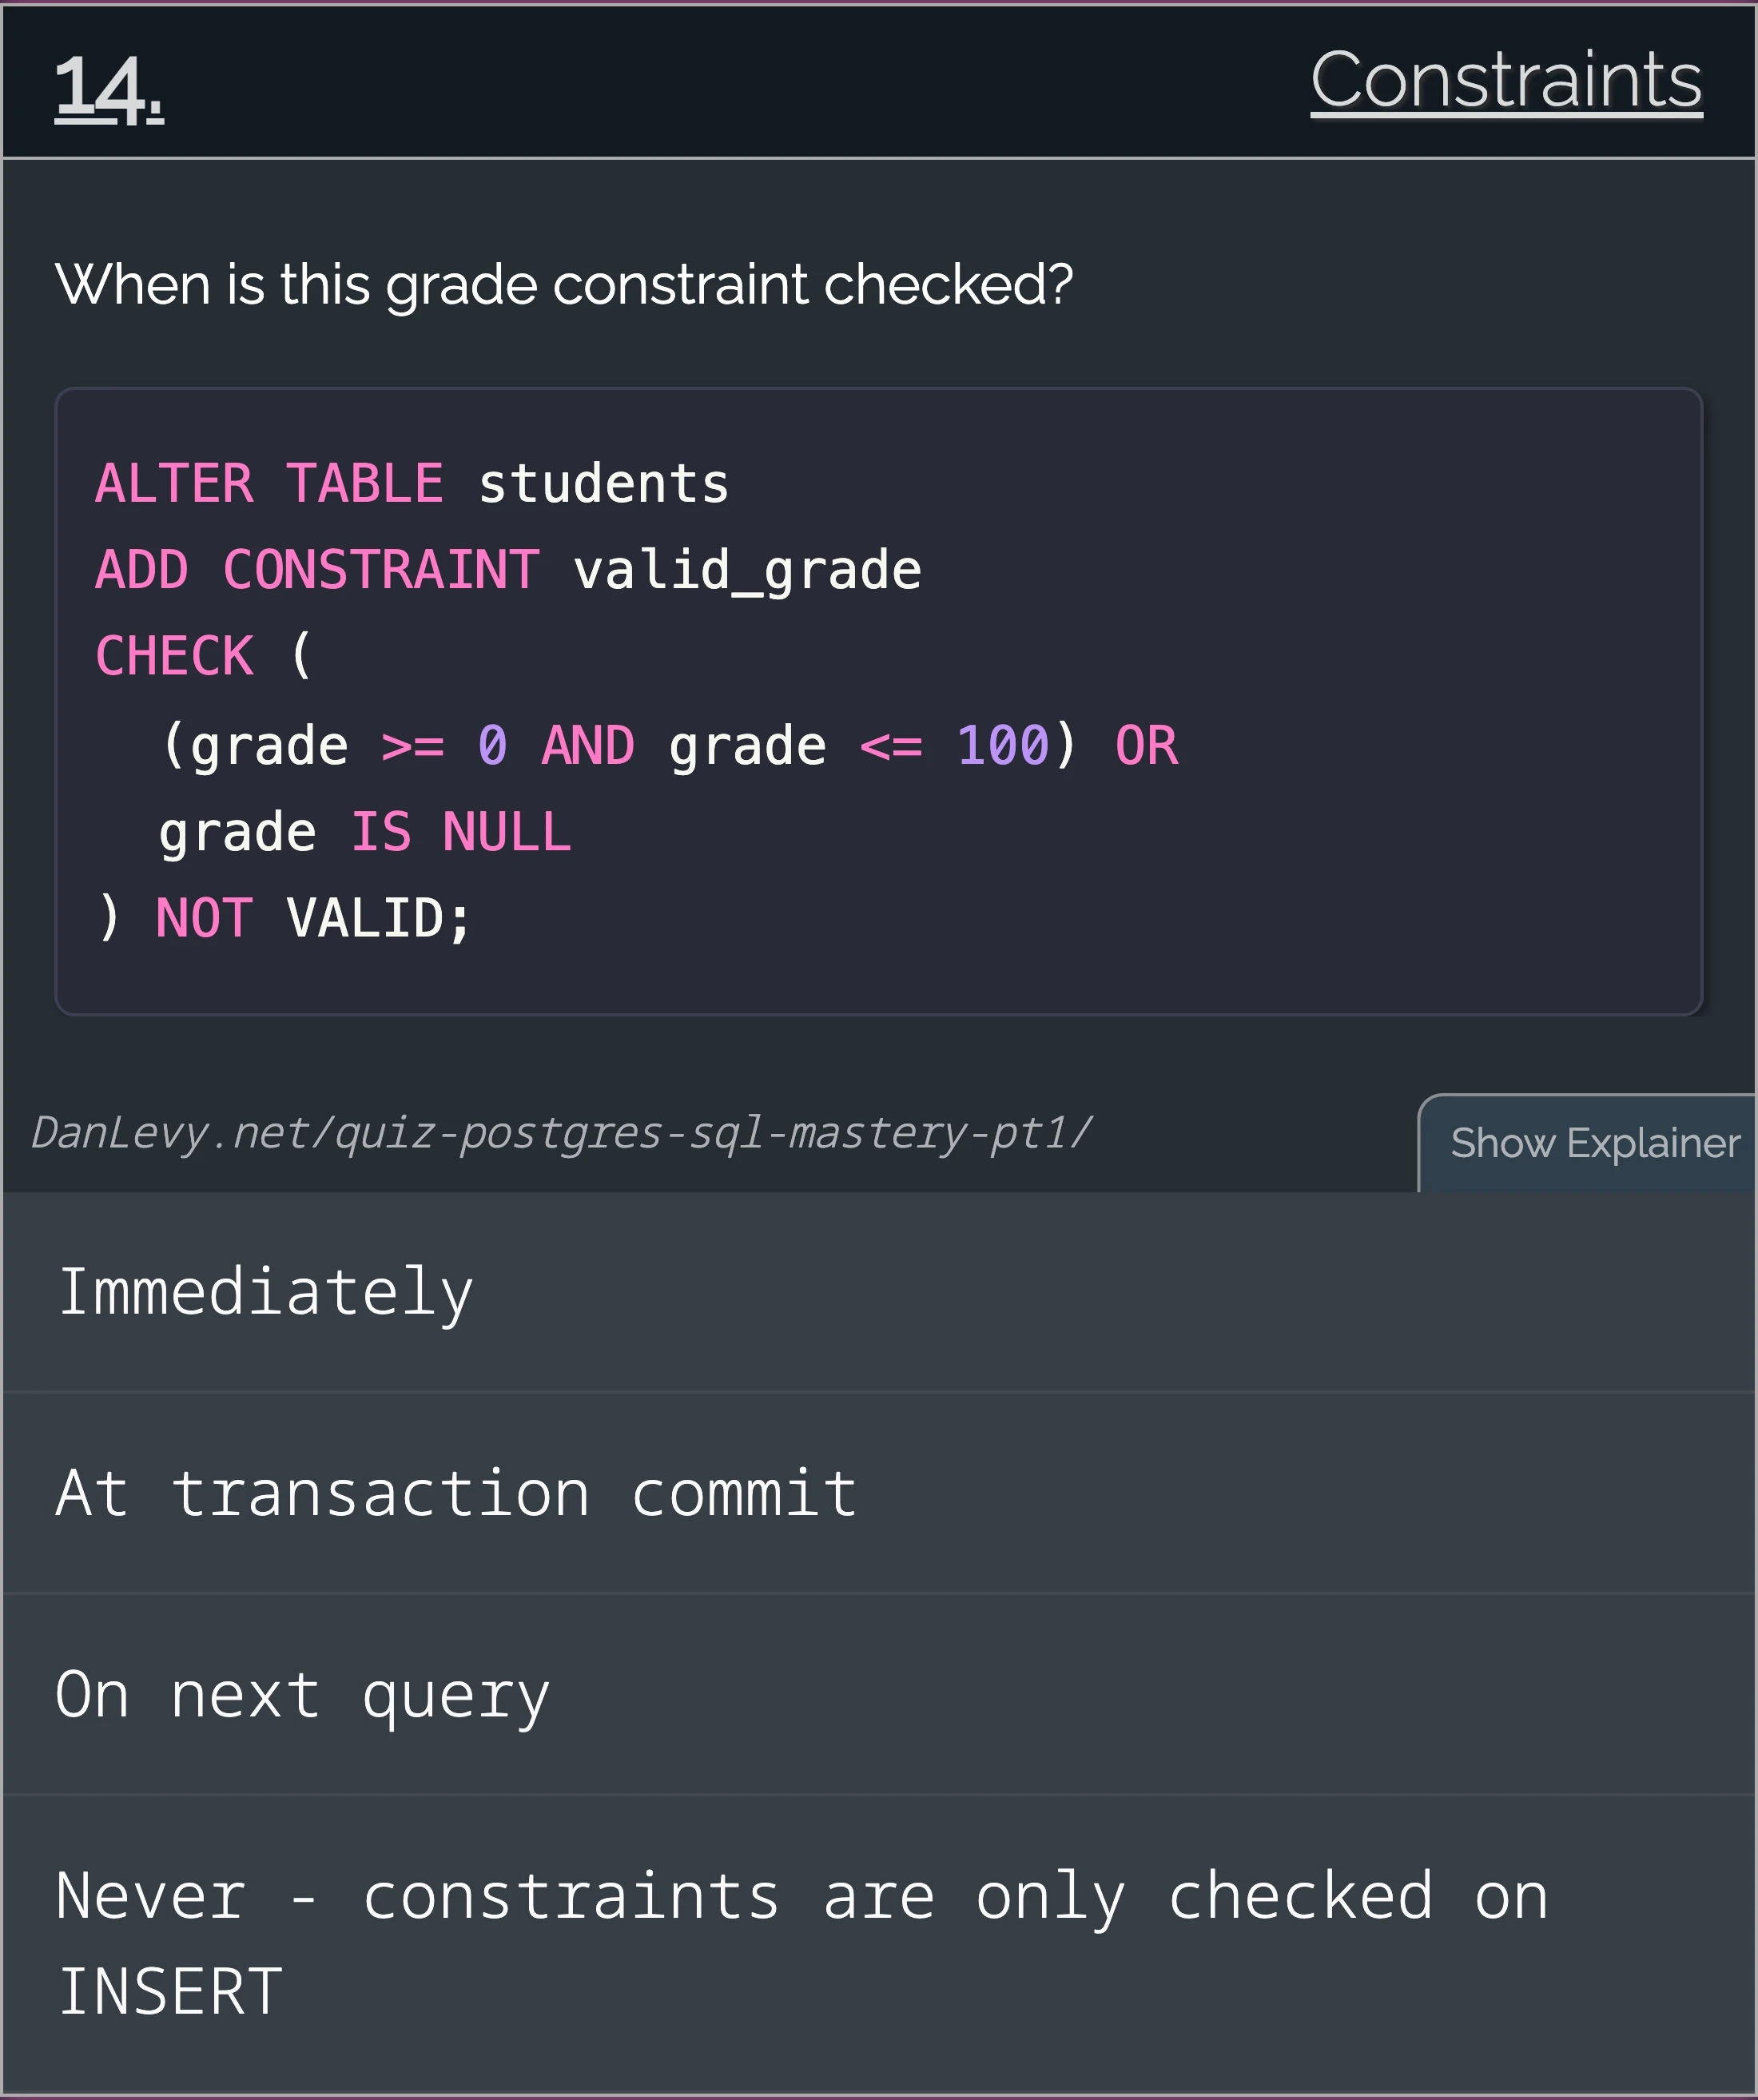 14.
Constraints
When is this grade constraint checked?
ALTER TABLE students
ADD CONSTRAINT valid_grade
CHECK (
(grade >= 0 AND grade <= 100) OR
grade IS NULL
) NOT VALID;
DanLevy.net/quiz-postgres-sql-mastery-pt1/
Show Explainer
Immediately
At transaction commit
On next query
Never - constraints are only checked on
INSERT